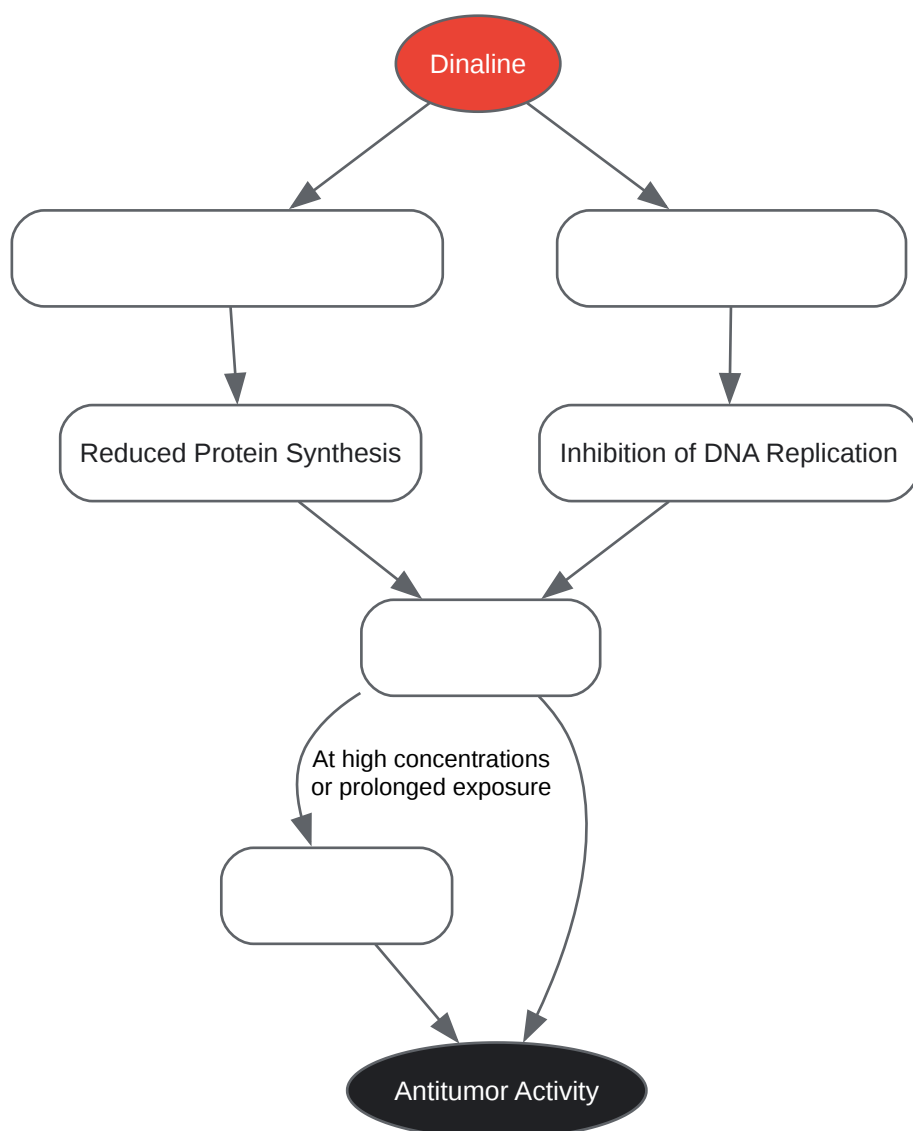 Dinaline
Reduced Protein Synthesis
Inhibition of DNA Replication
At high concentrations
or prolonged exposure
Antitumor Activity